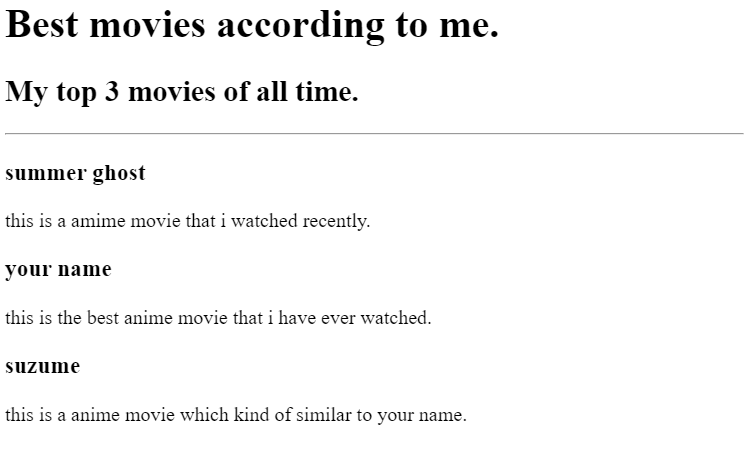 Best movies according to me.
My top 3 movies of all time.
summer ghost
this is a amime movie that i watched recently.
your name
this is the best anime movie that i have ever watched.
suzume
this is a anime movie which kind of similar to your name.